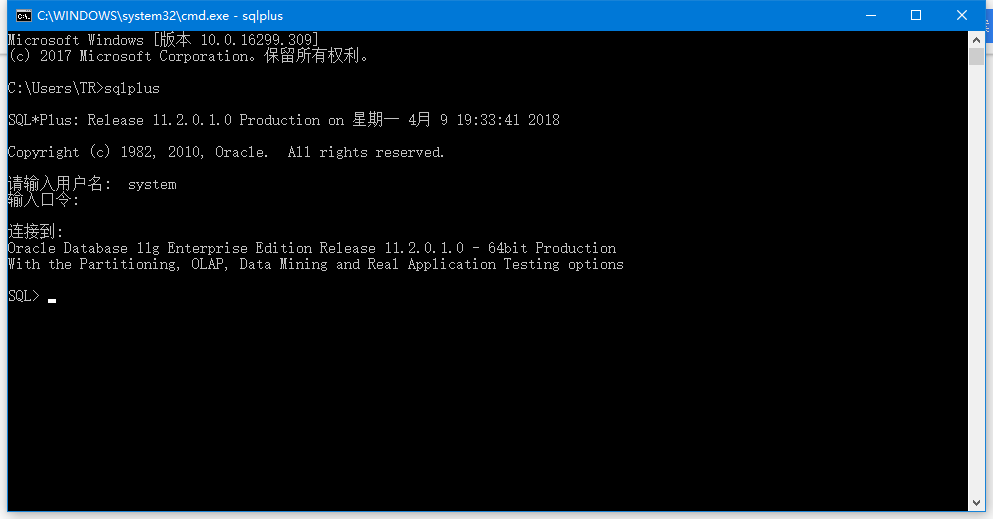 C:\WINDOWS\system32\cmd.exe - sqlplus
Microsoft Windows [版本 10.0.16299.309]
(c) 2017 Microsoft Corporation。保留所有权利。
C:\Users\TR>sqlplus
SQL*Plus: Release 11.2.0.1.0 Production on 星期一 4月 9 19:33:41 2018
Copyright (c) 1982, 2010, Oracle.  All rights reserved.
请输入用户名:  system
输入口令:
连接到:
Oracle Database 11g Enterprise Edition Release 11.2.0.1.0 - 64bit Production
With the Partitioning, OLAP, Data Mining and Real Application Testing options
SQL>